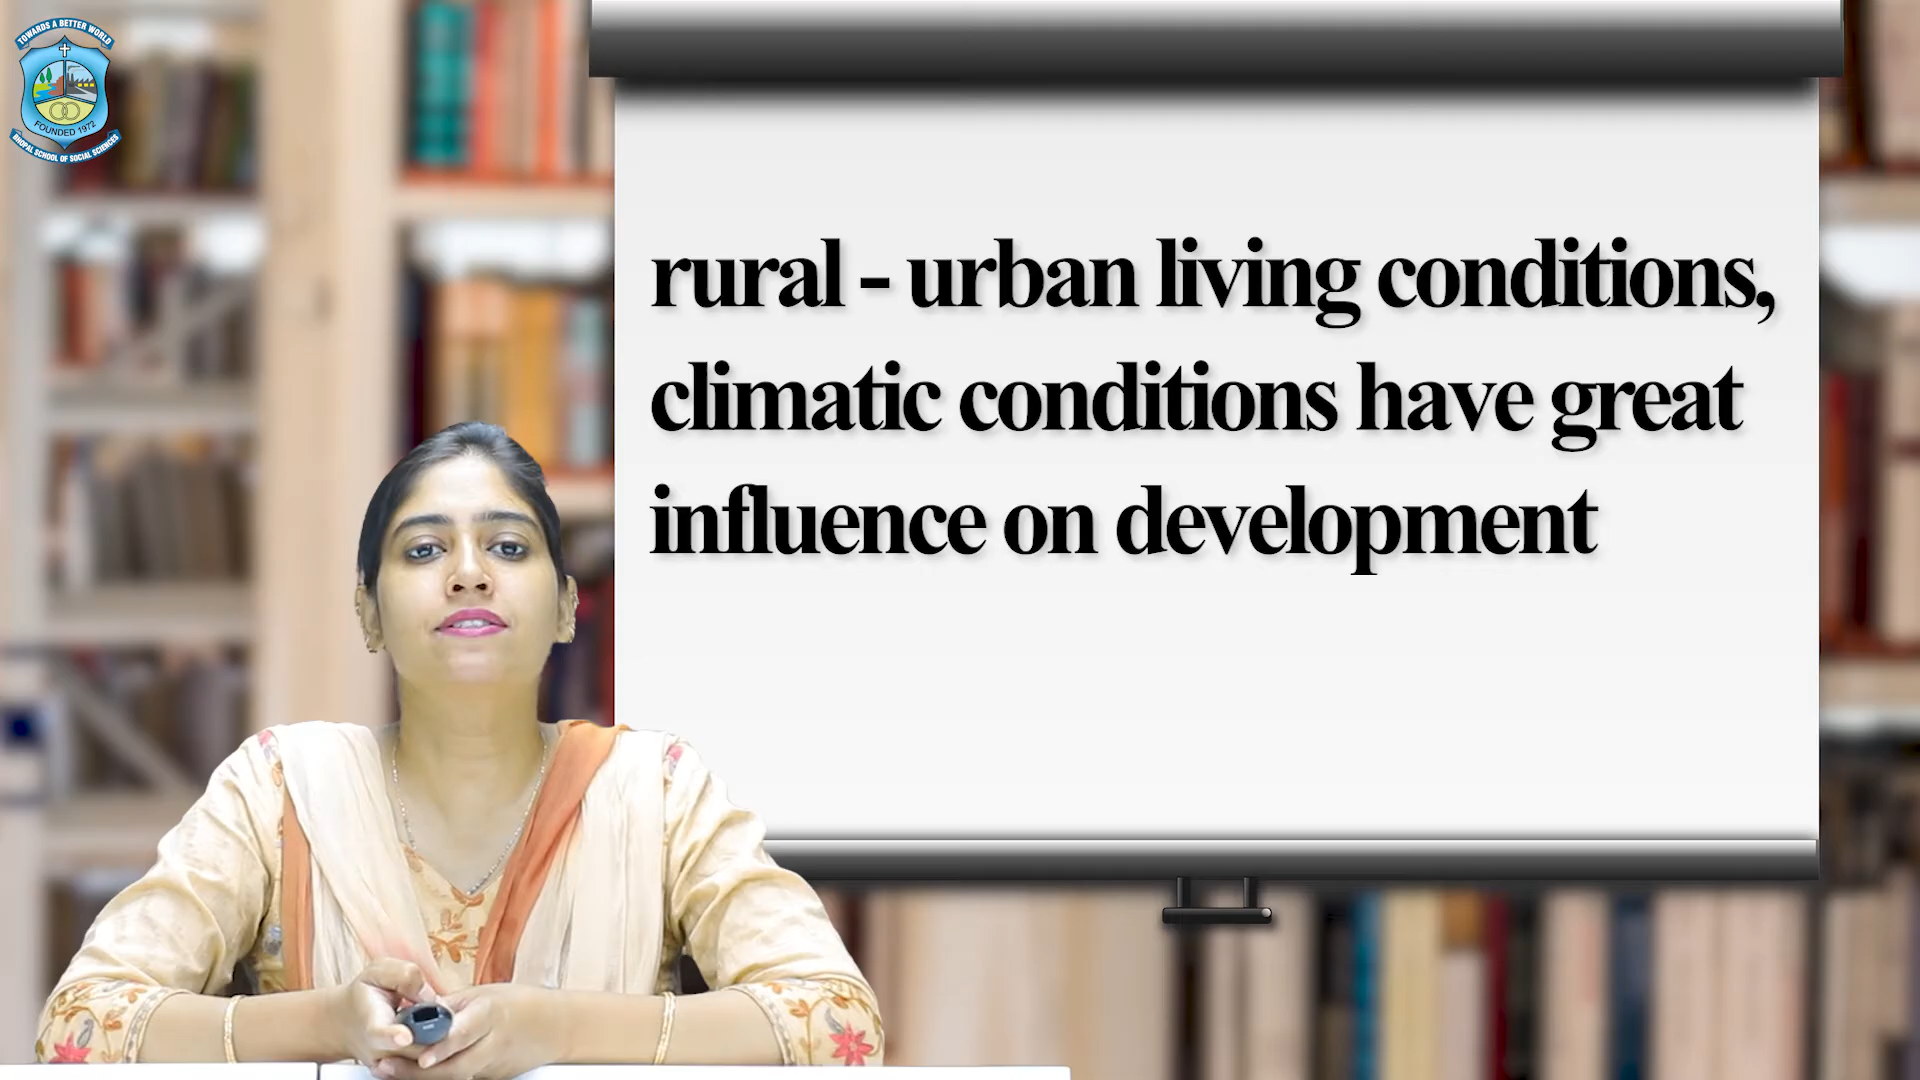 TOWARDS A BETTER WORLD
FOUNDED 1972
BHOPAL SCHOOL OF SOCIAL SCIENCES
rural - urban living conditions,
climatic conditions have great
influence on development